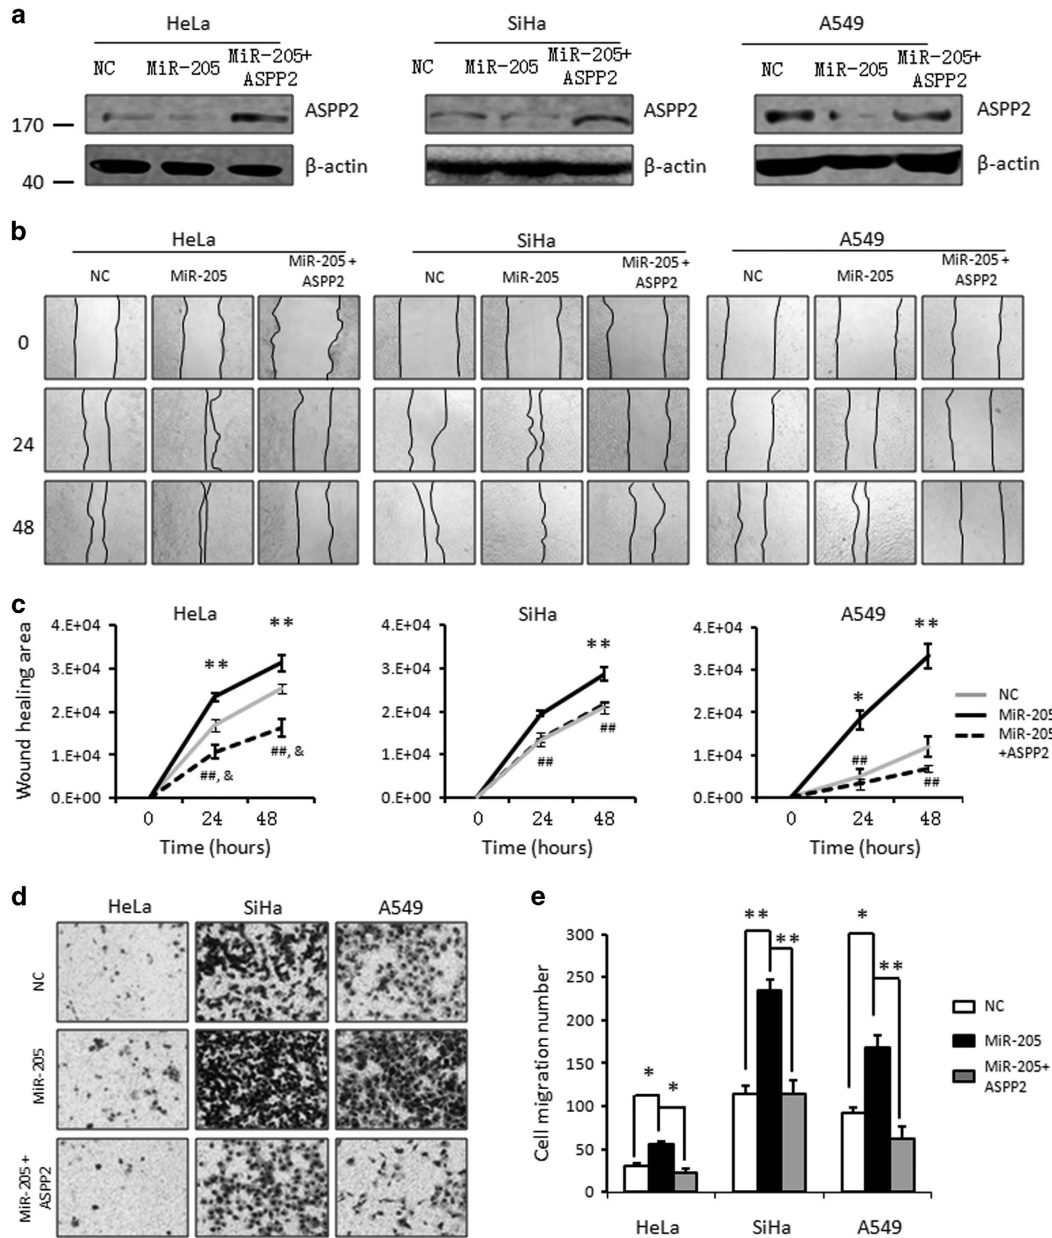 a
HeLa
SiHa
A549
NC MiR-205 MiR-205+
ASPP2
NC MiR-205 MiR-205+
ASPP2
NC MiR-205 MiR-205+
ASPP2
170
ASPP2
ASPP2
ASPP2
40
β-actin
β-actin
β-actin
b
HeLa
SiHa
A549
NC MiR-205 MiR-205+
ASPP2
NC MiR-205 MiR-205+
ASPP2
NC MiR-205 MiR-205+
ASPP2
0
24
48
c
Wound healing area
HeLa
4.E+04
3.E+04
2.E+04
1.E+04
0.E+00
**
**
##, &
##, &
0 24 48
Time (hours)
SiHa
4.E+04
3.E+04
2.E+04
1.E+04
0.E+00
**
##
##
0 24 48
Time (hours)
A549
4.E+04
3.E+04
2.E+04
1.E+04
0.E+00
**
*
##
##
0 24 48
Time (hours)
NC
MiR-205
MiR-205
+ASPP2
d
HeLa SiHa A549
NC
MiR-205
MiR-205+
ASPP2
e
Cell migration number
300
250
200
150
100
50
0
* *
** **
* **
HeLa SiHa A549
NC
MiR-205
MiR-205+
ASPP2